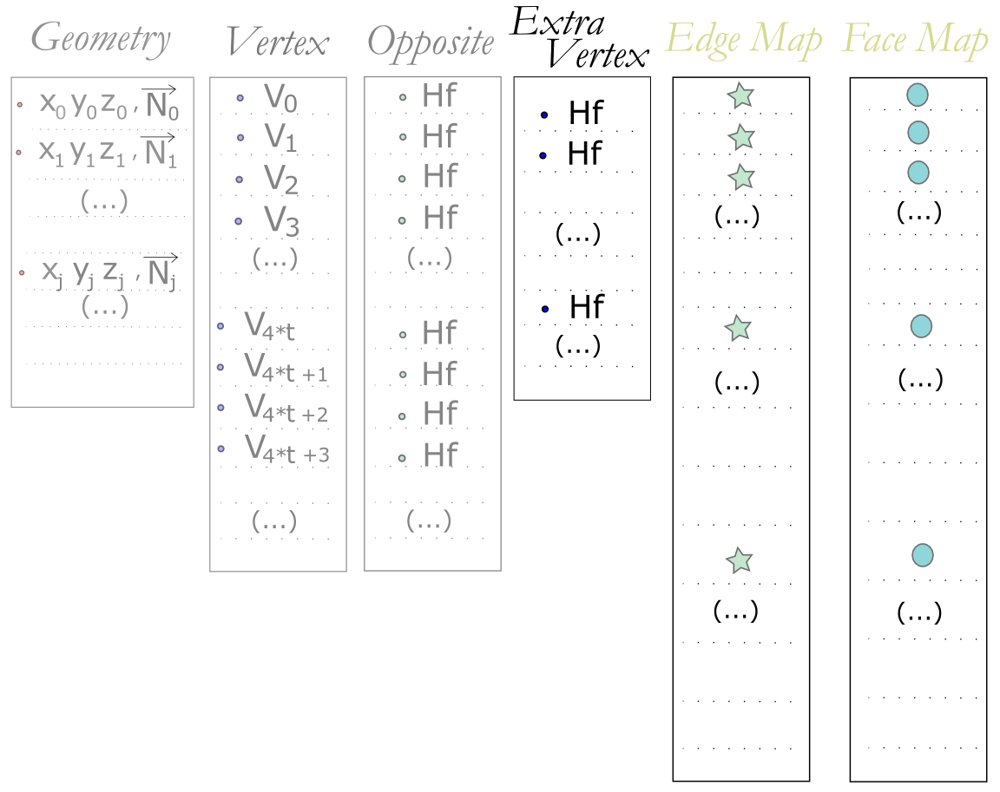 Geometry
x0 y0 z0 , N0
x1 y1 z1 , N1
(...)
xj yj zj , Nj
(...)
Vertex
V0
V1
V2
V3
(...)
V4*t
V4*t +1
V4*t +2
V4*t +3
(...)
Opposite
Hf
Hf
Hf
Hf
(...)
Hf
Hf
Hf
Hf
(...)
Extra
Vertex
Hf
Hf
(...)
Hf
(...)
Edge Map
(...)
(...)
(...)
Face Map
(...)
(...)
(...)